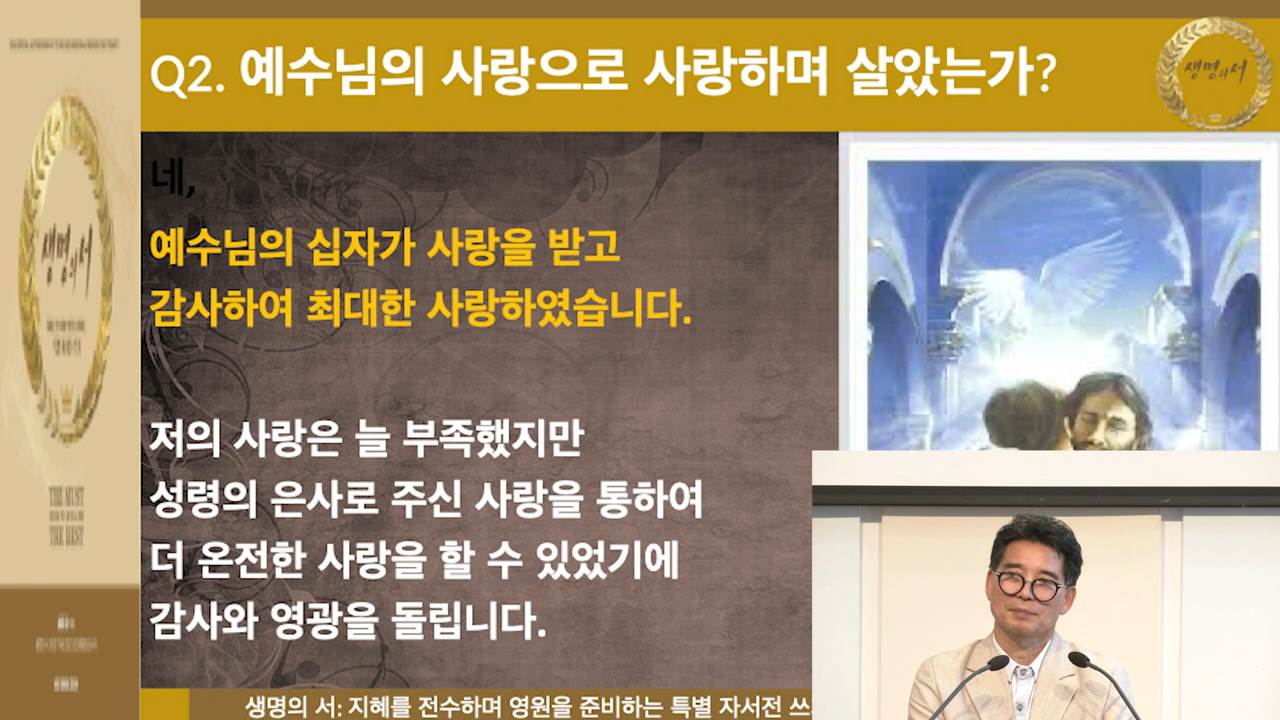 Q2. 예수님의 사랑으로 사랑하며 살았는가?
생명의서
네,
예수님의 십자가 사랑을 받고
감사하여 최대한 사랑하였습니다.
저의 사랑은 늘 부족했지만
성령의 은사로 주신 사랑을 통하여
더 온전한 사랑을 할 수 있었기에
감사와 영광을 돌립니다.
생명의서
THE MUST
THE BEST
생명의 서: 지혜를 전수하며 영원을 준비하는 특별 자서전 쓰